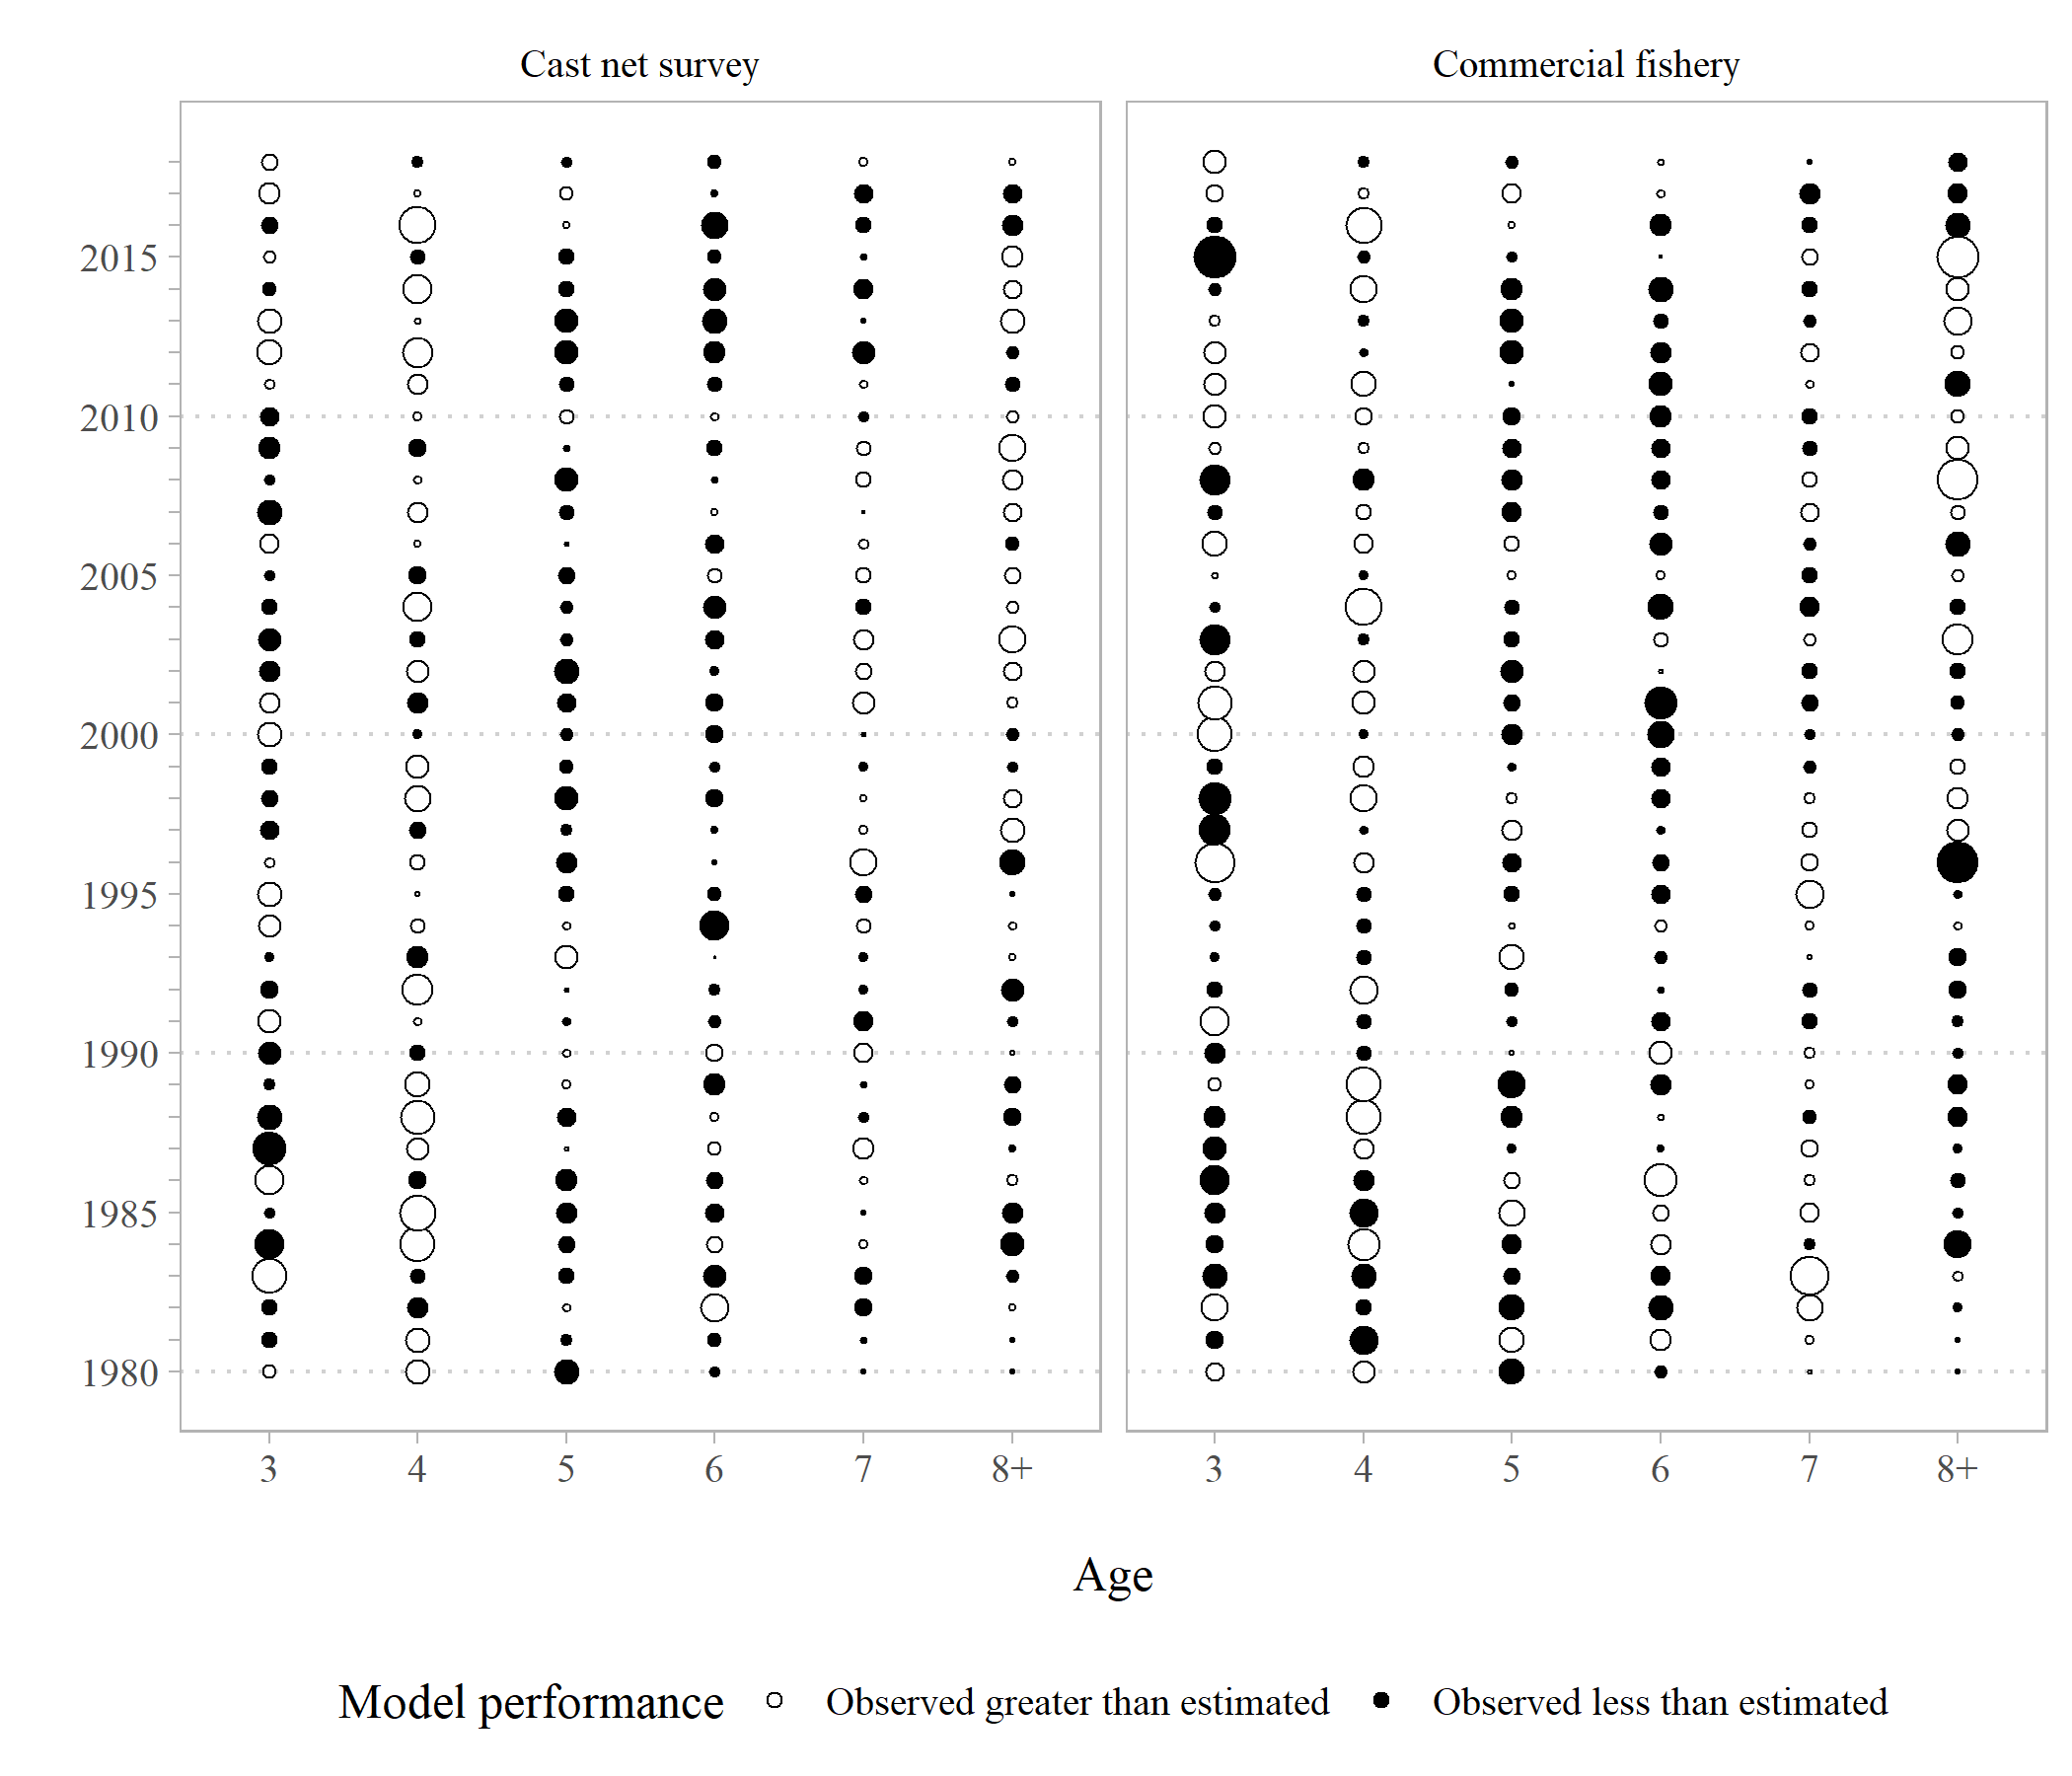 Cast net survey Commercial fishery
2015
2010
2005
2000
1995
1990
1985
1980
3 4 5 6 7 8+ 3 4 5 6 7 8+
Age
Model performance Observed greater than estimated Observed less than estimated